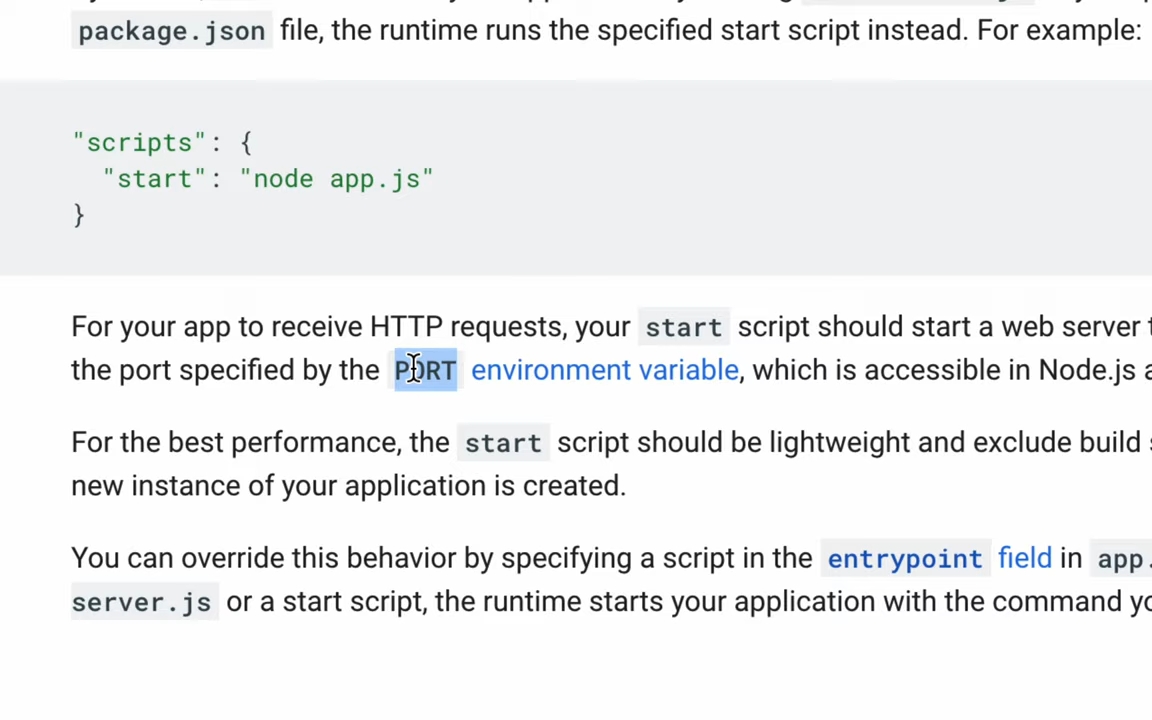 package.json file, the runtime runs the specified start script instead. For example:
"scripts": {
"start": "node app.js"
}
For your app to receive HTTP requests, your start script should start a web server
the port specified by the PORT environment variable, which is accessible in Node.js
For the best performance, the start script should be lightweight and exclude build
new instance of your application is created.
You can override this behavior by specifying a script in the entrypoint field in app.
server.js or a start script, the runtime starts your application with the command